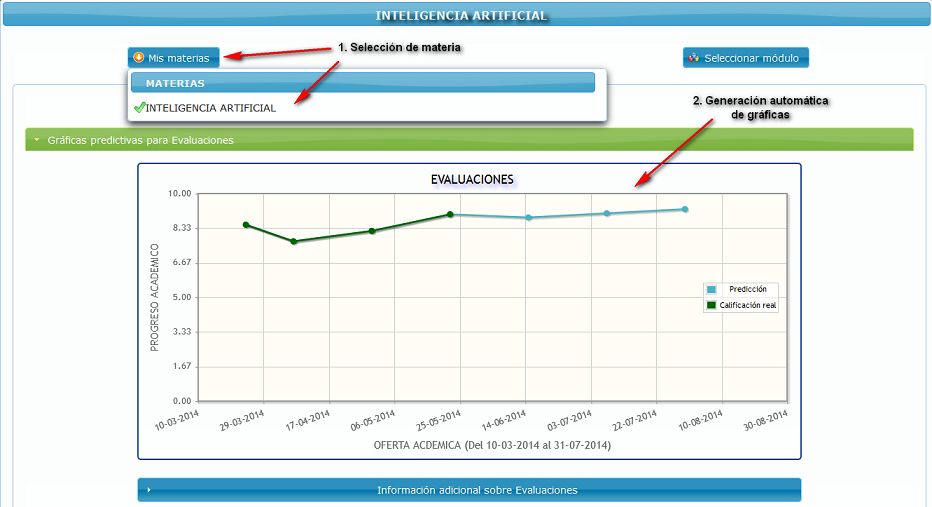 INTELIGENCIA ARTIFICIAL
Mis materias
1. Selección de materia
Seleccionar módulo
MATERIAS
INTELIGENCIA ARTIFICIAL
2. Generación automática
de gráficas
Gráficas predictivas para Evaluaciones
EVALUACIONES
PROGRESO ACADEMICO
10.00
8.33
6.67
5.00
3.33
1.67
0.00
Predicción
Calificación real
10-03-2014
29-03-2014
17-04-2014
06-05-2014
25-05-2014
14-06-2014
03-07-2014
22-07-2014
10-08-2014
30-08-2014
OFERTA ACDEMICA (Del 10-03-2014 al 31-07-2014)
Información adicional sobre Evaluaciones